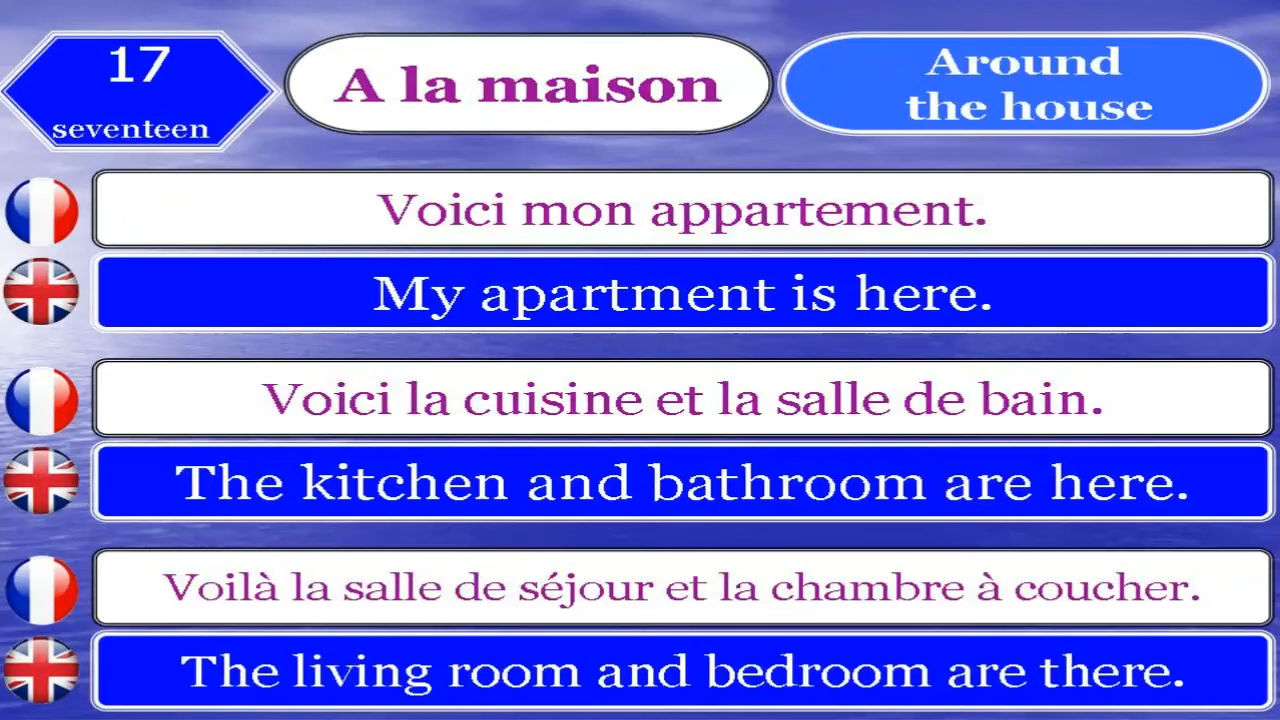 17
seventeen
A la maison
Around
the house
Voici mon appartement.
My apartment is here.
Voici la cuisine et la salle de bain.
The kitchen and bathroom are here.
Voilà la salle de séjour et la chambre à coucher.
The living room and bedroom are there.